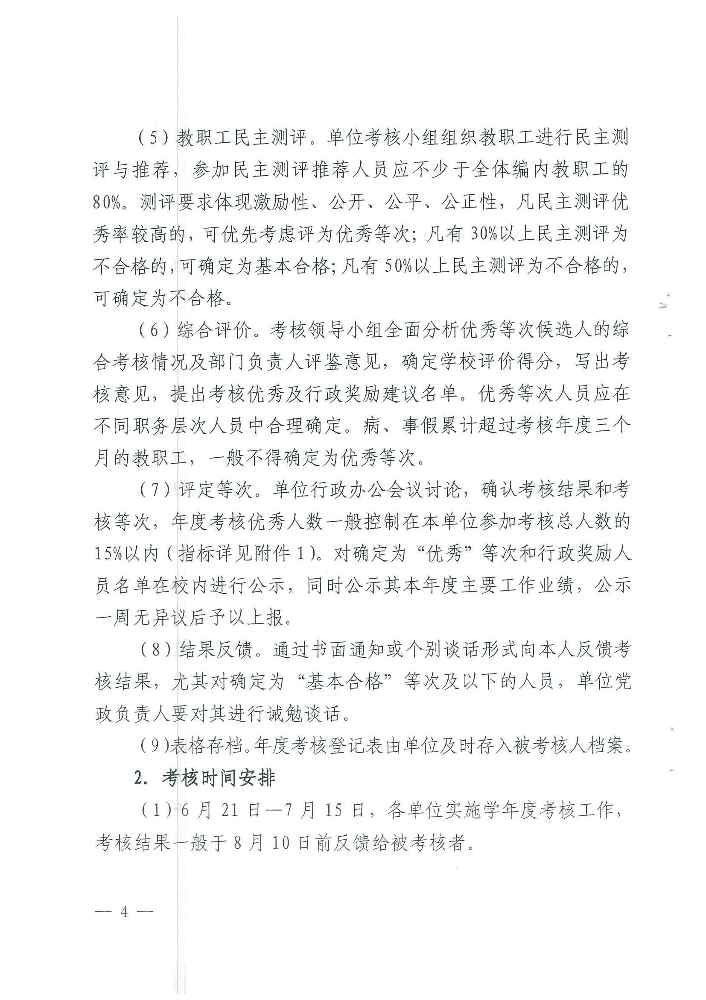 （5）教职工民主测评。单位考核小组组织教职工进行民主测
评与推荐，参加民主测评推荐人员应不少于全体编内教职工的
80%。测评要求体现激励性、公开、公平、公正性，凡民主测评优
秀率较高的，可优先考虑评为优秀等次；凡有 30%以上民主测评为
不合格的，可确定为基本合格；凡有 50%以上民主测评为不合格的，
可确定为不合格。
（6）综合评价。考核领导小组全面分析优秀等次候选人的综
合考核情况及部门负责人评鉴意见，确定学校评价得分，写出考
核意见，提出考核优秀及行政奖励建议名单。优秀等次人员应在
不同职务层次人员中合理确定。病、事假累计超过考核年度三个
月的教职工，一般不得确定为优秀等次。
（7）评定等次。单位行政办公会议讨论，确认考核结果和考
核等次，年度考核优秀人数一般控制在本单位参加考核总人数的
15%以内（指标详见附件 1）。对确定为“优秀”等次和行政奖励人
员名单在校内进行公示，同时公示其本年度主要工作业绩，公示
一周无异议后予以上报。
（8）结果反馈。通过书面通知或个别谈话形式向本人反馈考
核结果，尤其对确定为“基本合格”等次及以下的人员，单位党
政负责人要对其进行诫勉谈话。
（9）表格存档。年度考核登记表由单位及时存入被考核人档案。
2. 考核时间安排
（1）6 月 21 日—7 月 15 日，各单位实施学年度考核工作，
考核结果一般于 8 月 10 日前反馈给被考核者。
— 4 —